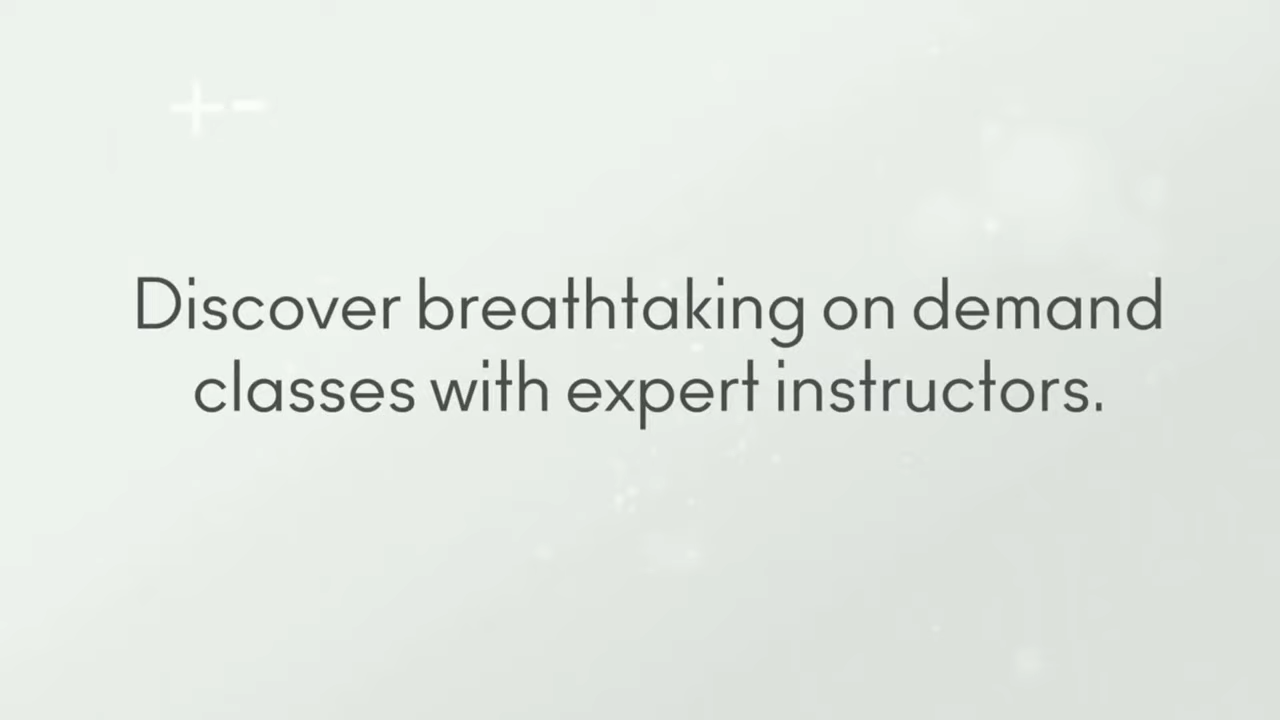 Discover breathtaking on demand
classes with expert instructors.